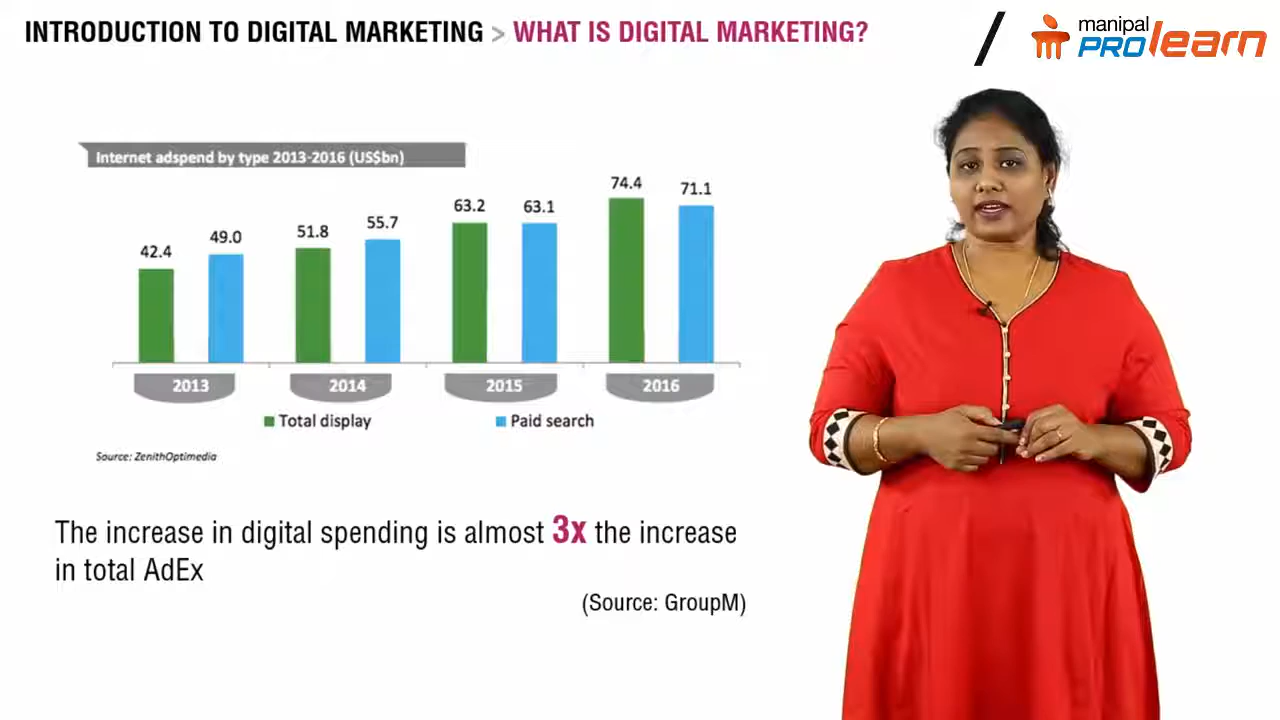 INTRODUCTION TO DIGITAL MARKETING > WHAT IS DIGITAL MARKETING?
manipal
PROlearn
Internet adspend by type 2013-2016 (US$bn)
42.4 49.0 51.8 55.7 63.2 63.1 74.4 71.1
2013 2014 2015 2016
Total display Paid search
Source: ZenithOptimedia
The increase in digital spending is almost 3x the increase
in total AdEx
(Source: GroupM)